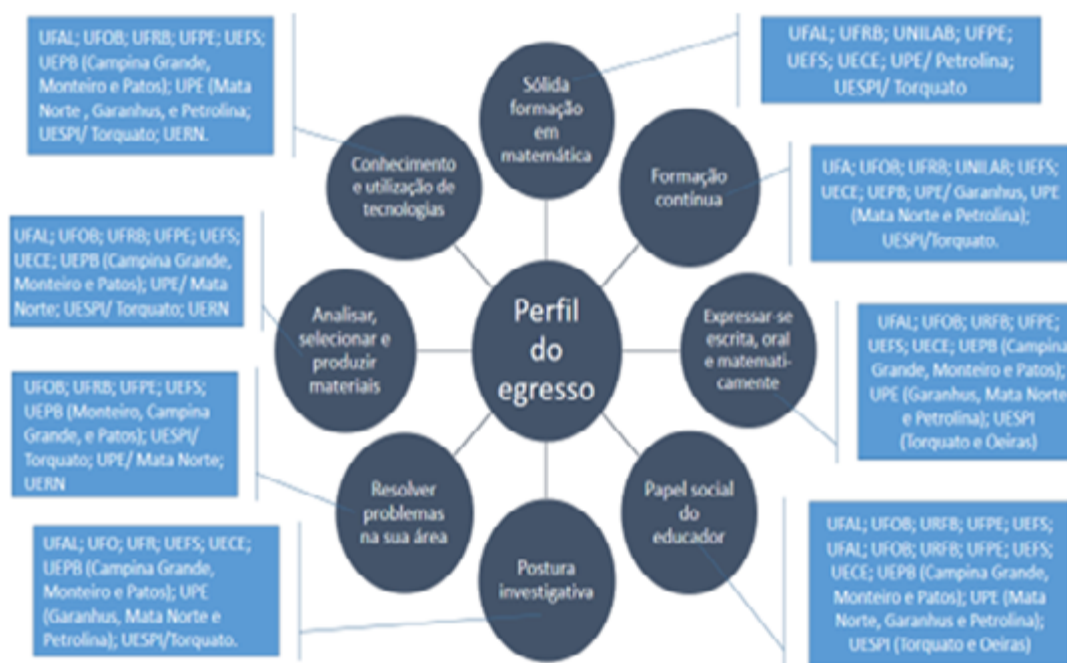 UFAL; UFOB; UFRB; UFPE; UEFS;
UEPB (Campina Grande,
Monteiro e Patos); UPE (Mata
Norte , Garanhus, e Petrolina;
UESPI/ Torquato; UERN.
Sólida
formação
em
matemática
UFAL; UFRB; UNILAB; UFPE;
UEFS; UECE; UPE/ Petrolina;
UESPI/ Torquato
Conhecimento
e utilização de
tecnologias
Formação
contínua
UFA; UFOB; UFRB; UNILAB; UEFS;
UECE; UEPB; UPE/ Garanhus, UPE
(Mata Norte e Petrolina);
UESPI/Torquato.
UFAL; UFOB; UFRB; UFPE; UEFS;
UECE; UEPB (Campina Grande,
Monteiro e Patos); UPE/ Mata
Norte; UESPI/ Torquato; UERN
Analisar,
selecionar e
produzir
materiais
Perfil
do
egresso
Expressar-se
escrita, oral
e matemati-
camente
UFAL; UFOB; URFB; UFPE;
UEFS; UECE; UEPB (Campina
Grande, Monteiro e Patos);
UPE (Garanhus, Mata Norte
e Petrolina); UESPI
(Torquato e Oeiras)
UFOB; UFRB; UFPE; UEFS;
UEPB (Monteiro, Campina
Grande, e Patos); UESPI/
Torquato; UPE/ Mata Norte;
UERN
Resolver
problemas
na sua área
Papel social
do
educador
UFAL; UFO; UFR; UEFS; UECE;
UEPB (Campina Grande,
Monteiro e Patos); UPE
(Garanhus, Mata Norte e
Petrolina); UESPI/Torquato.
Postura
investigativa
UFAL; UFOB; URFB; UFPE; UEFS;
UFAL; UFOB; URFB; UFPE; UEFS;
UECE; UEPB (Campina Grande,
Monteiro e Patos); UPE (Mata
Norte, Garanhus e Petrolina);
UESPI (Torquato e Oeiras)